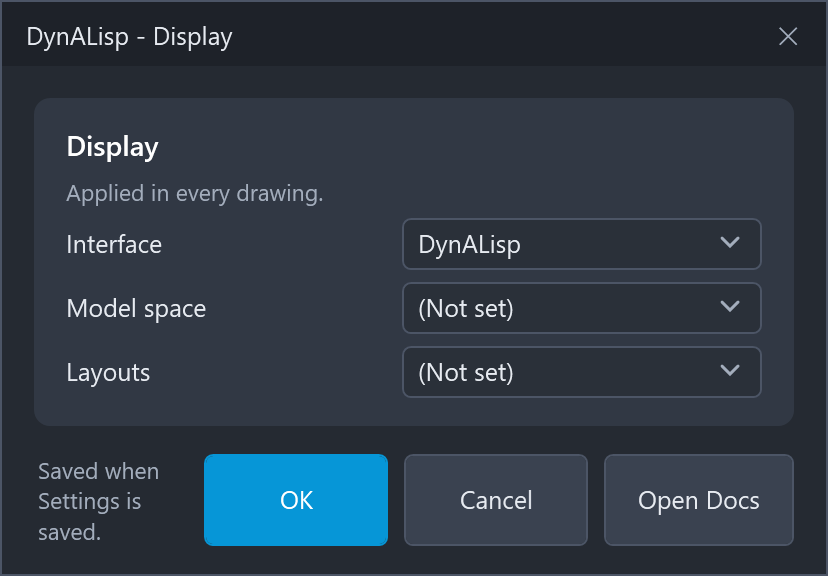 DynALisp - Display
Display
Applied in every drawing.
Interface
DynALisp
Model space
(Not set)
Layouts
(Not set)
Saved when
Settings is
saved.
OK
Cancel
Open Docs